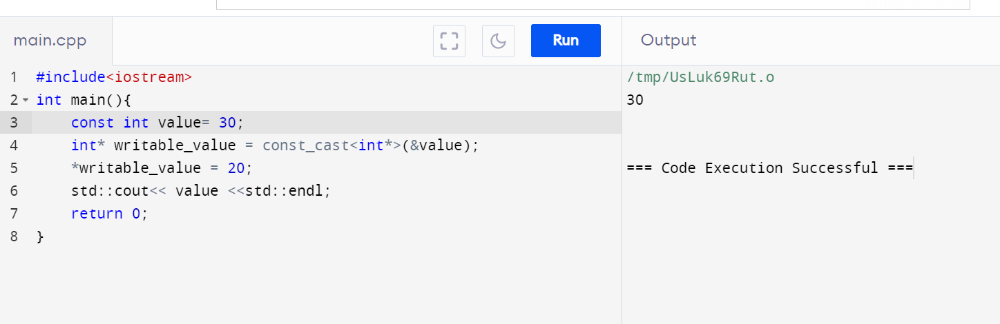 main.cpp
Run
Output
1 #include<iostream>
2 int main(){
3     const int value= 30;
4     int* writable_value = const_cast<int*>(&value);
5     *writable_value = 20;
6     std::cout<< value <<std::endl;
7     return 0;
8 }
/tmp/UsLuk69Rut.o
30
=== Code Execution Successful ===